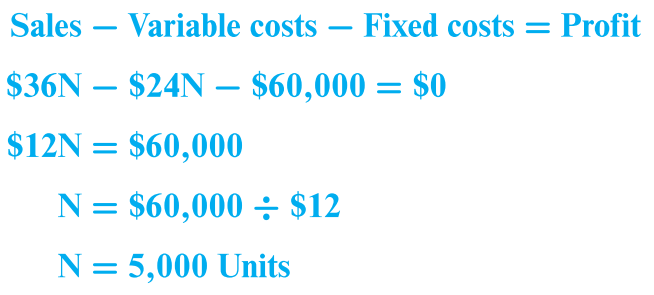 Sales – Variable costs – Fixed costs = Profit
$36N – $24N – $60,000 = $0
$12N = $60,000
N = $60,000 ÷ $12
N = 5,000 Units